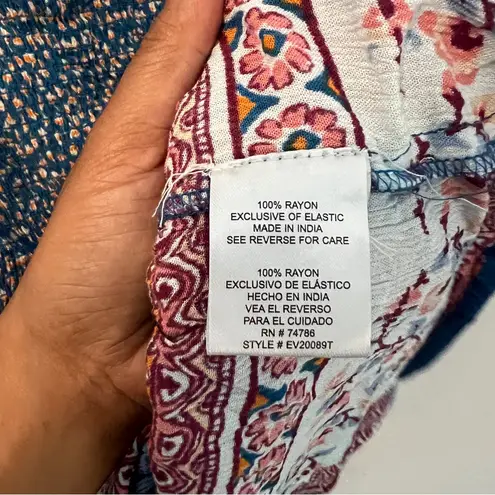 100% RAYON
EXCLUSIVE OF ELASTIC
MADE IN INDIA
SEE REVERSE FOR CARE
100% RAYON
EXCLUSIVO DE ELÁSTICO
HECHO EN INDIA
VEA EL REVERSO
PARA EL CUIDADO
RN # 74786
STYLE # EV20089T